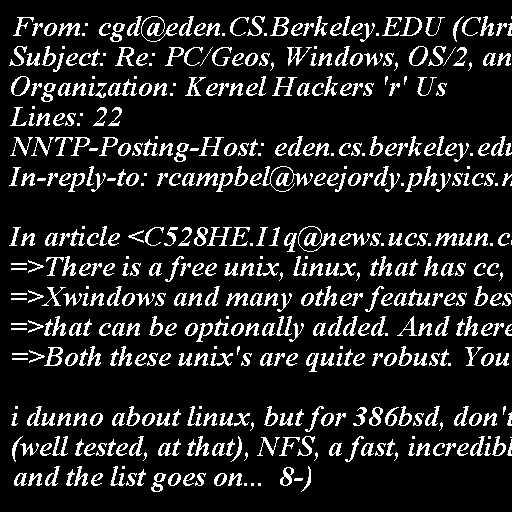 From: cgd@eden.CS.Berkeley.EDU (Chri
Subject: Re: PC/Geos, Windows, OS/2, an
Organization: Kernel Hackers 'r' Us
Lines: 22
NNTP-Posting-Host: eden.cs.berkeley.edu
In-reply-to: rcampbel@weejordy.physics.

In article <C528HE.I1q@news.ucs.mun.c
=>There is a free unix, linux, that has cc,
=>Xwindows and many other features bes
=>that can be optionally added. And there
=>Both these unix's are quite robust. You

i dunno about linux, but for 386bsd, don't
(well tested, at that), NFS, a fast, incredibl
and the list goes on...  8-)